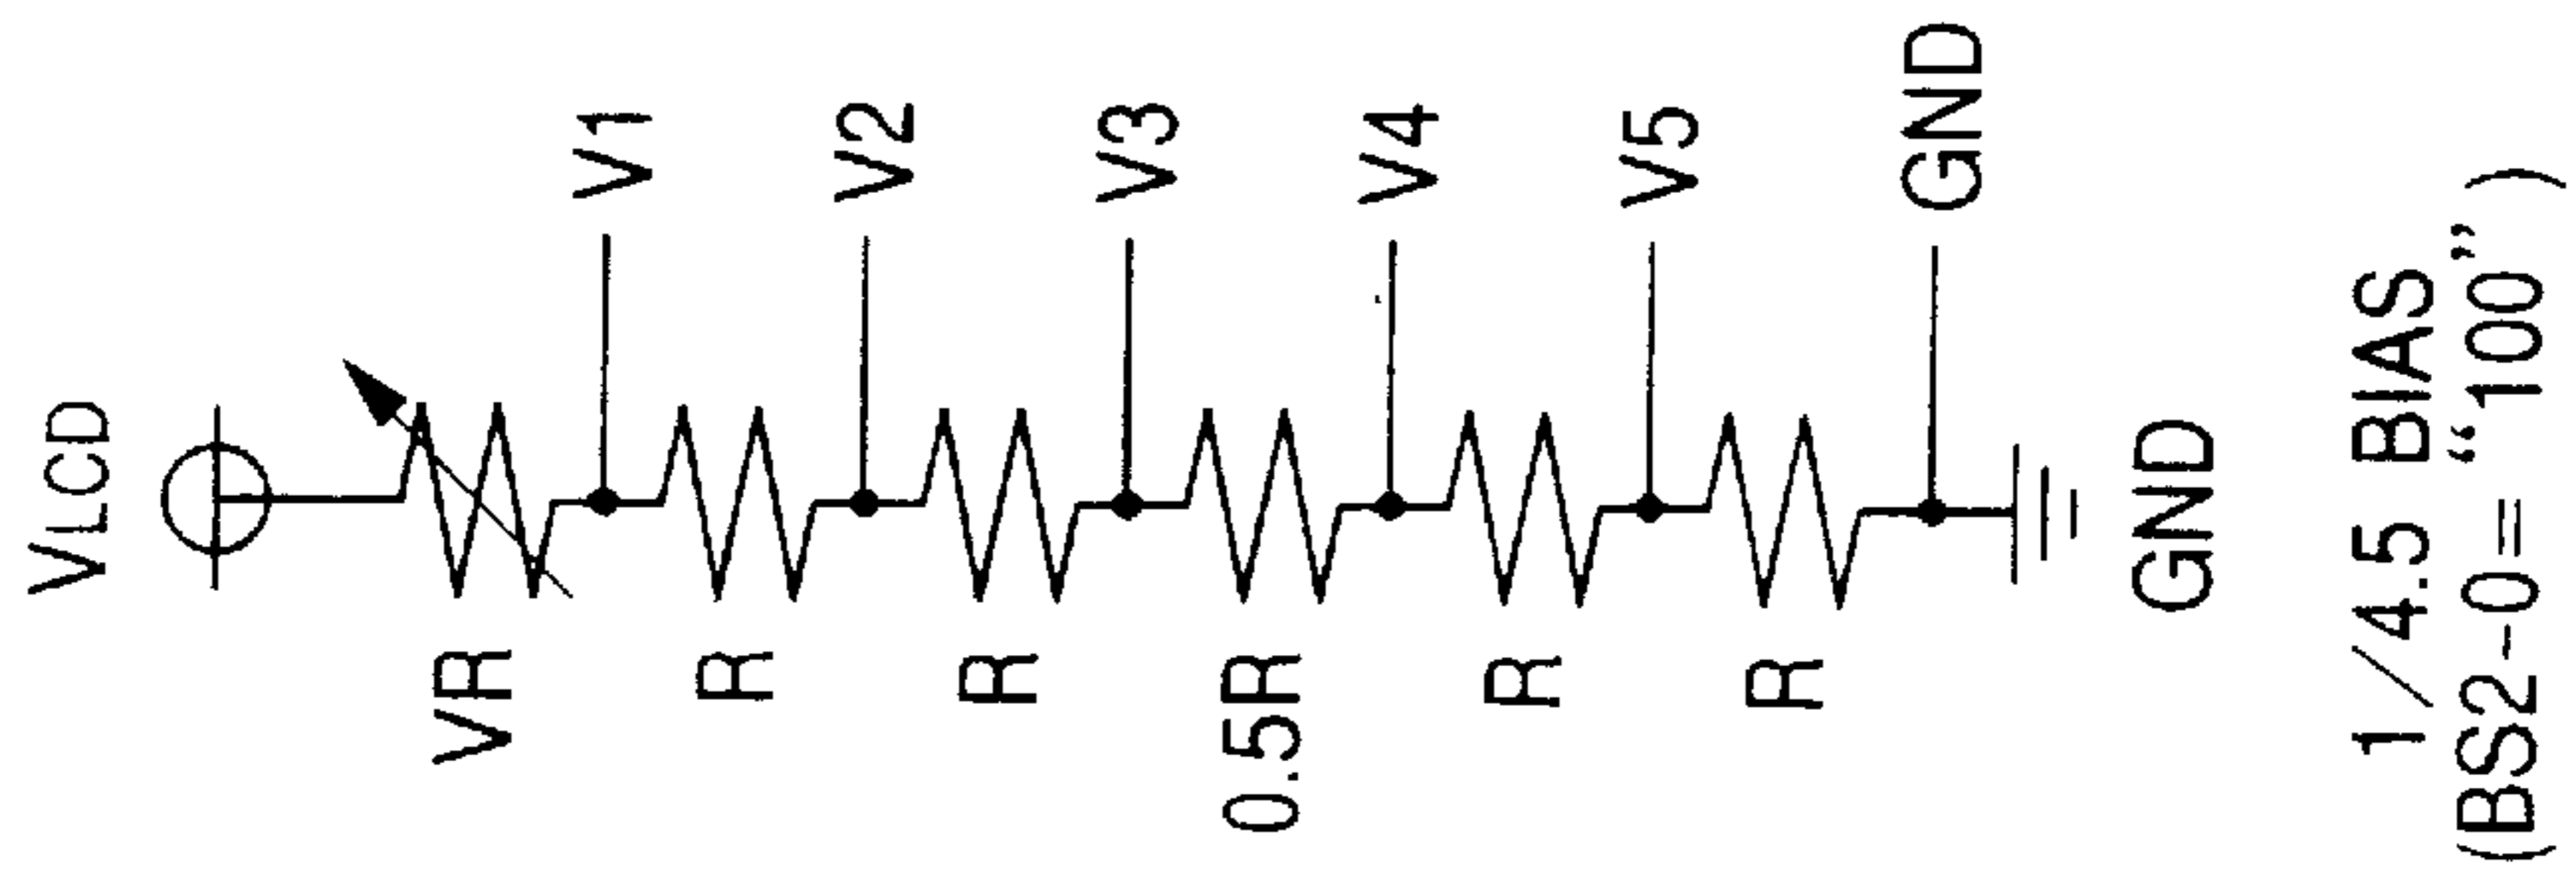 VLCD
VR
V1
R
V2
R
V3
0.5R
V4
R
V5
R
GND
GND
1/4.5 BIAS
(BS2-0= “100”)